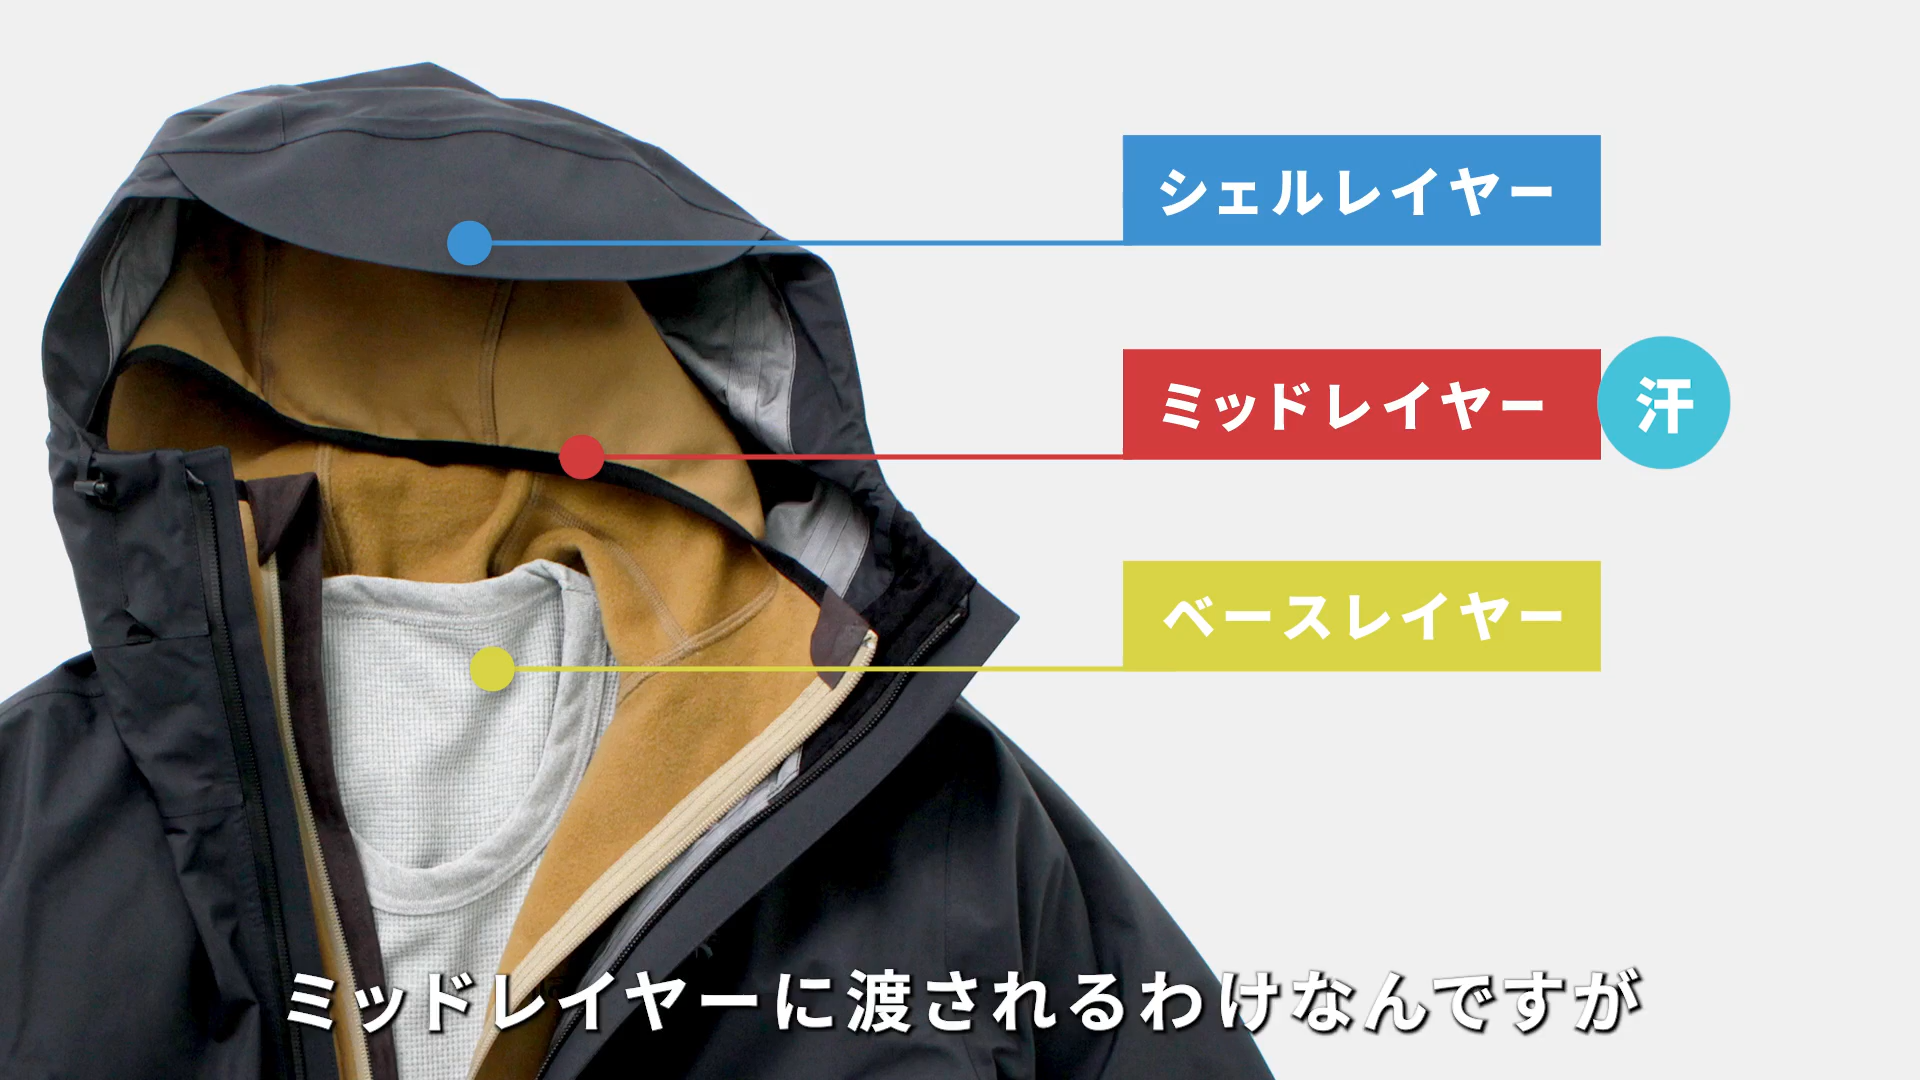 シェルレイヤー
ミッドレイヤー
汗
ベースレイヤー
ミッドレイヤーに渡されるわけなんですが